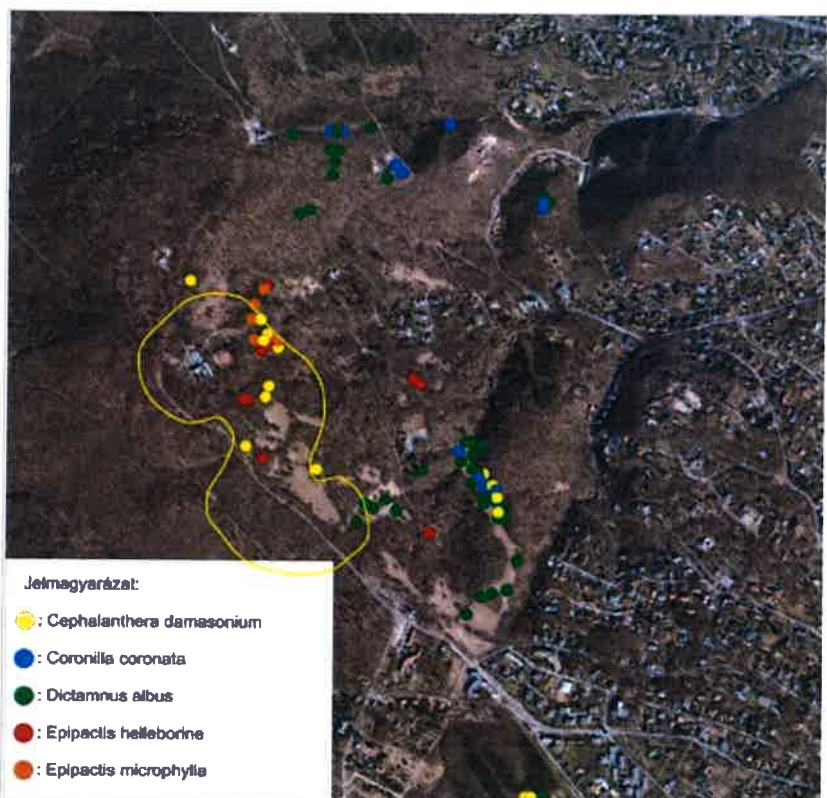 Jelmagyarázat:
: Cephalanthera damasonium
: Coronilla coronata
: Dictamnus albus
: Epipactis helleborine
: Epipactis microphylla